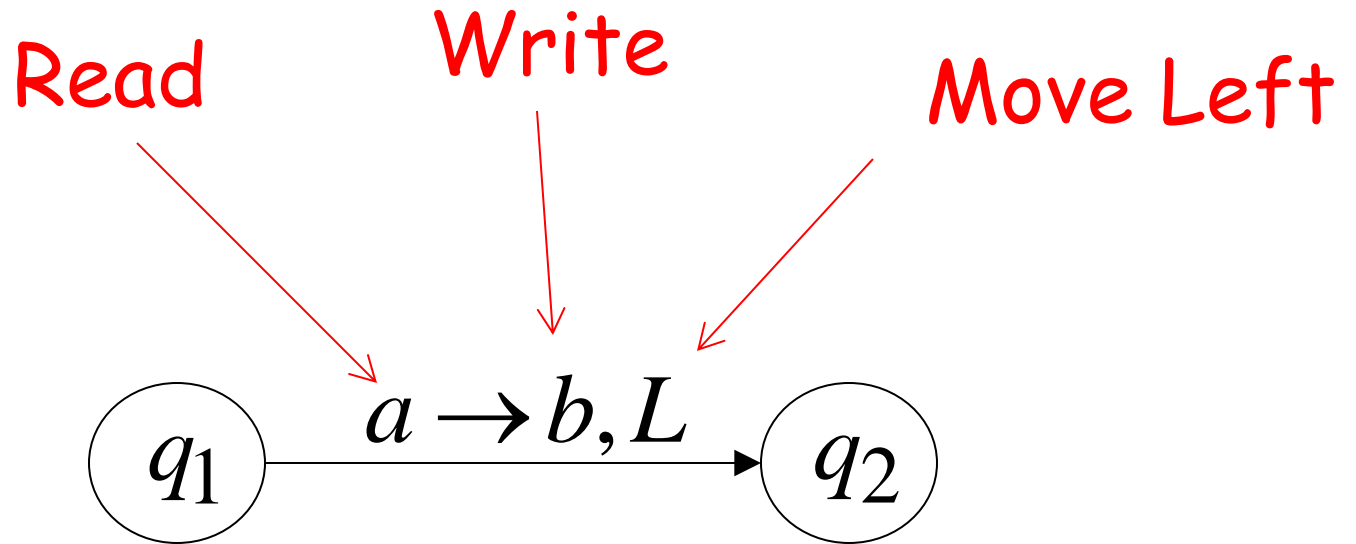 Read
Write
Move Left
a → b, L
q₁
q₂